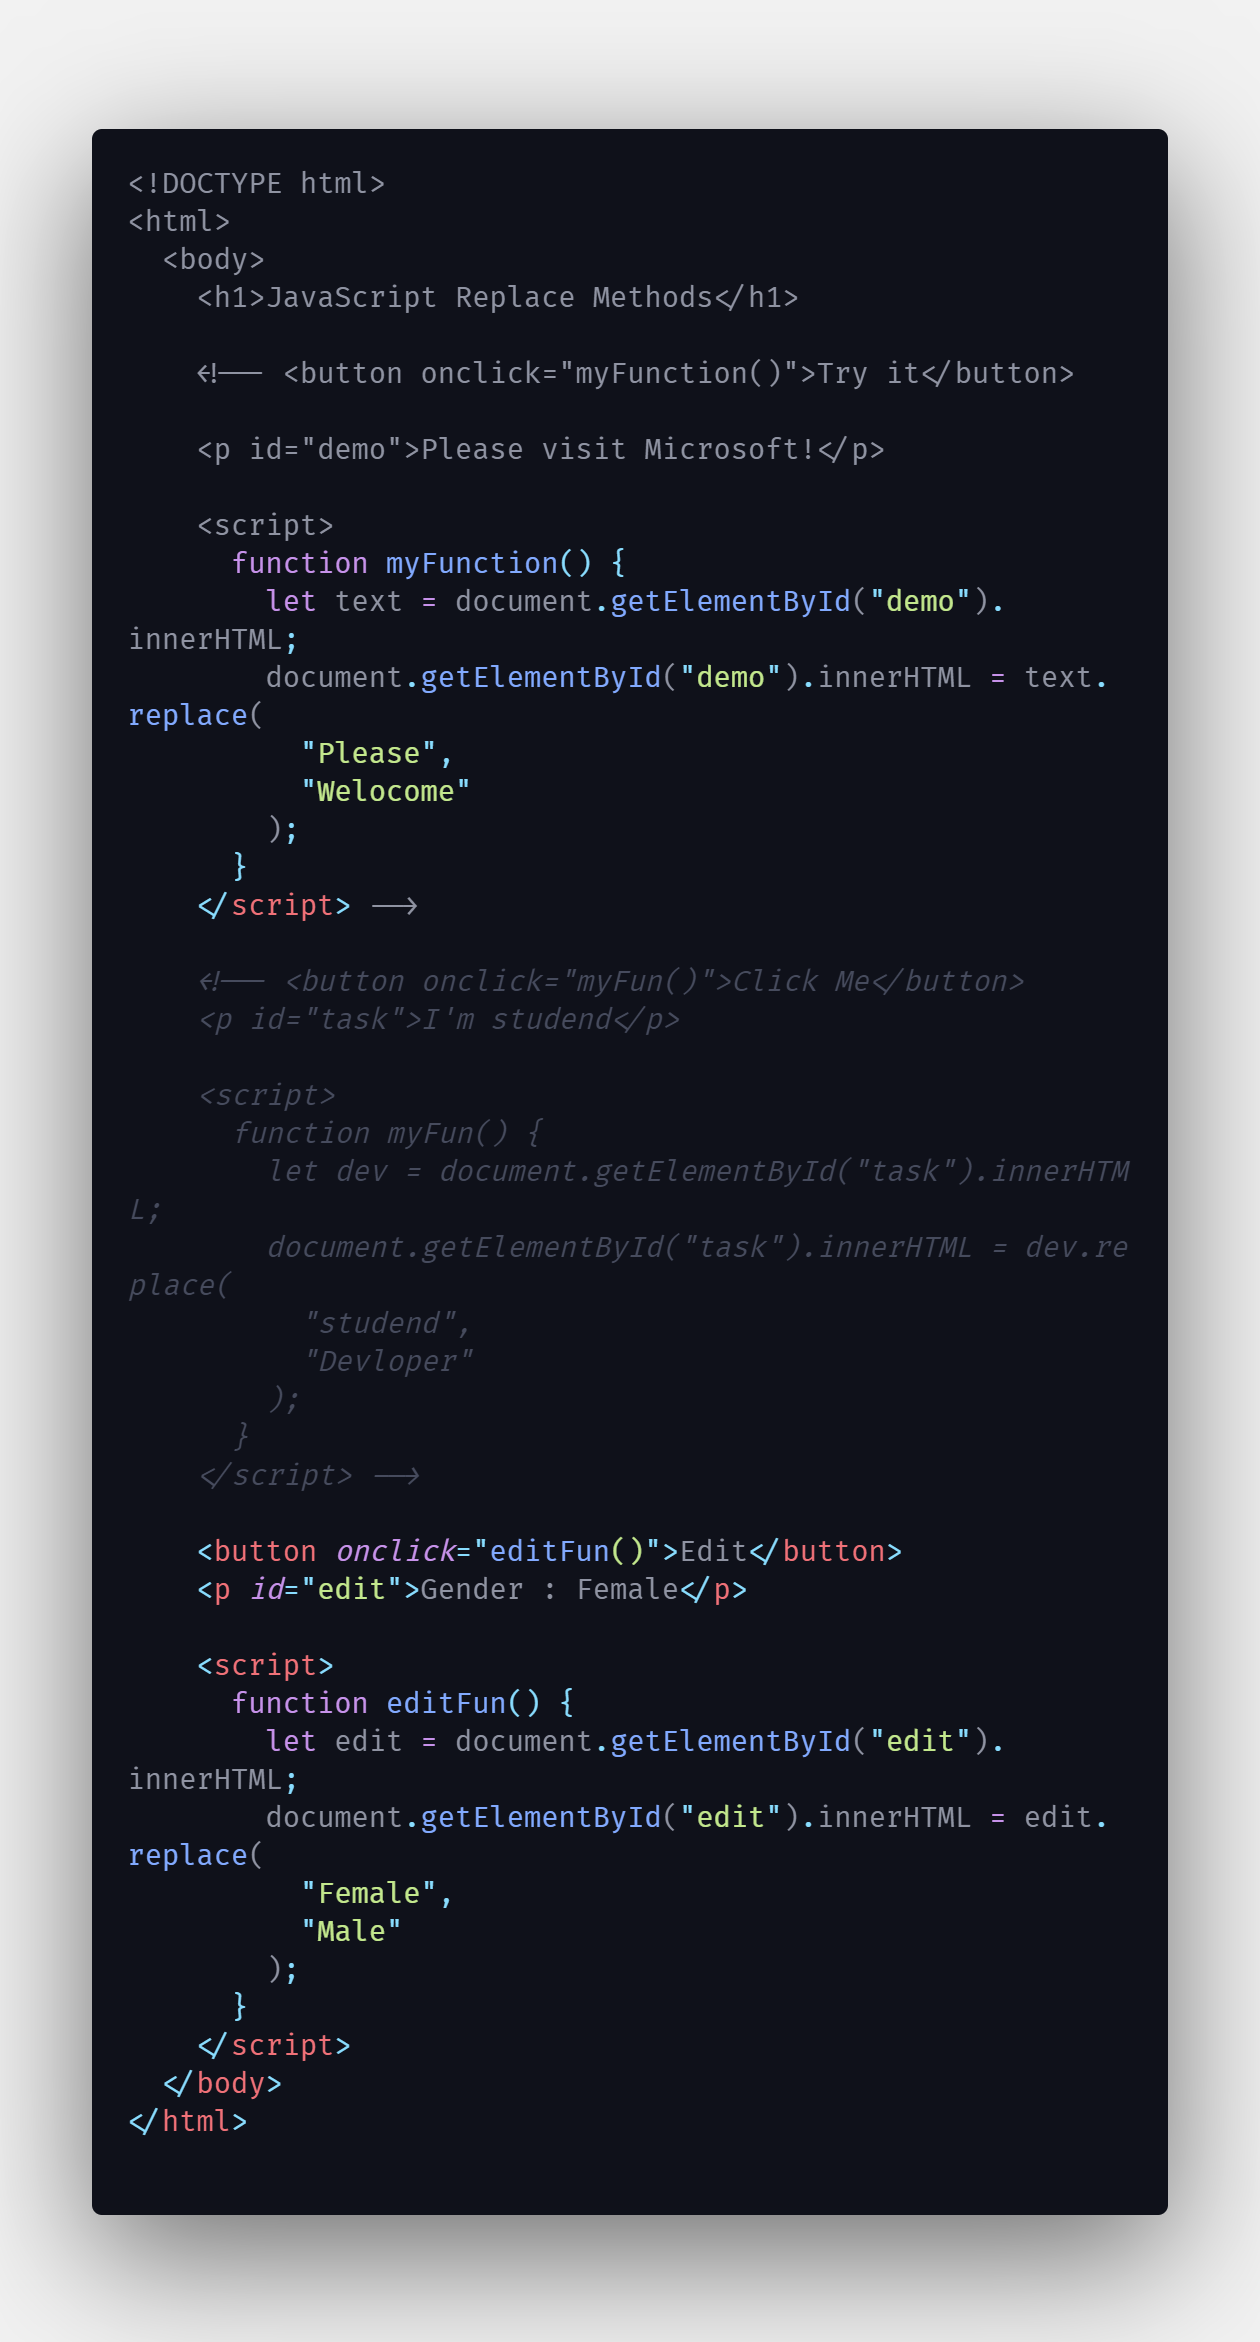 <!DOCTYPE html>
<html>
  <body>
    <h1>JavaScript Replace Methods</h1>

    <!-- <button onclick="myFunction()">Try it</button>

    <p id="demo">Please visit Microsoft!</p>

    <script>
      function myFunction() {
        let text = document.getElementById("demo").
innerHTML;
        document.getElementById("demo").innerHTML = text.
replace(
          "Please",
          "Welocome"
        );
      }
    </script> -->

    <!-- <button onclick="myFun()">Click Me</button>
    <p id="task">I'm studend</p>

    <script>
      function myFun() {
        let dev = document.getElementById("task").innerHTM
L;
        document.getElementById("task").innerHTML = dev.re
place(
          "studend",
          "Devloper"
        );
      }
    </script> -->

    <button onclick="editFun()">Edit</button>
    <p id="edit">Gender : Female</p>

    <script>
      function editFun() {
        let edit = document.getElementById("edit").
innerHTML;
        document.getElementById("edit").innerHTML = edit.
replace(
          "Female",
          "Male"
        );
      }
    </script>
  </body>
</html>